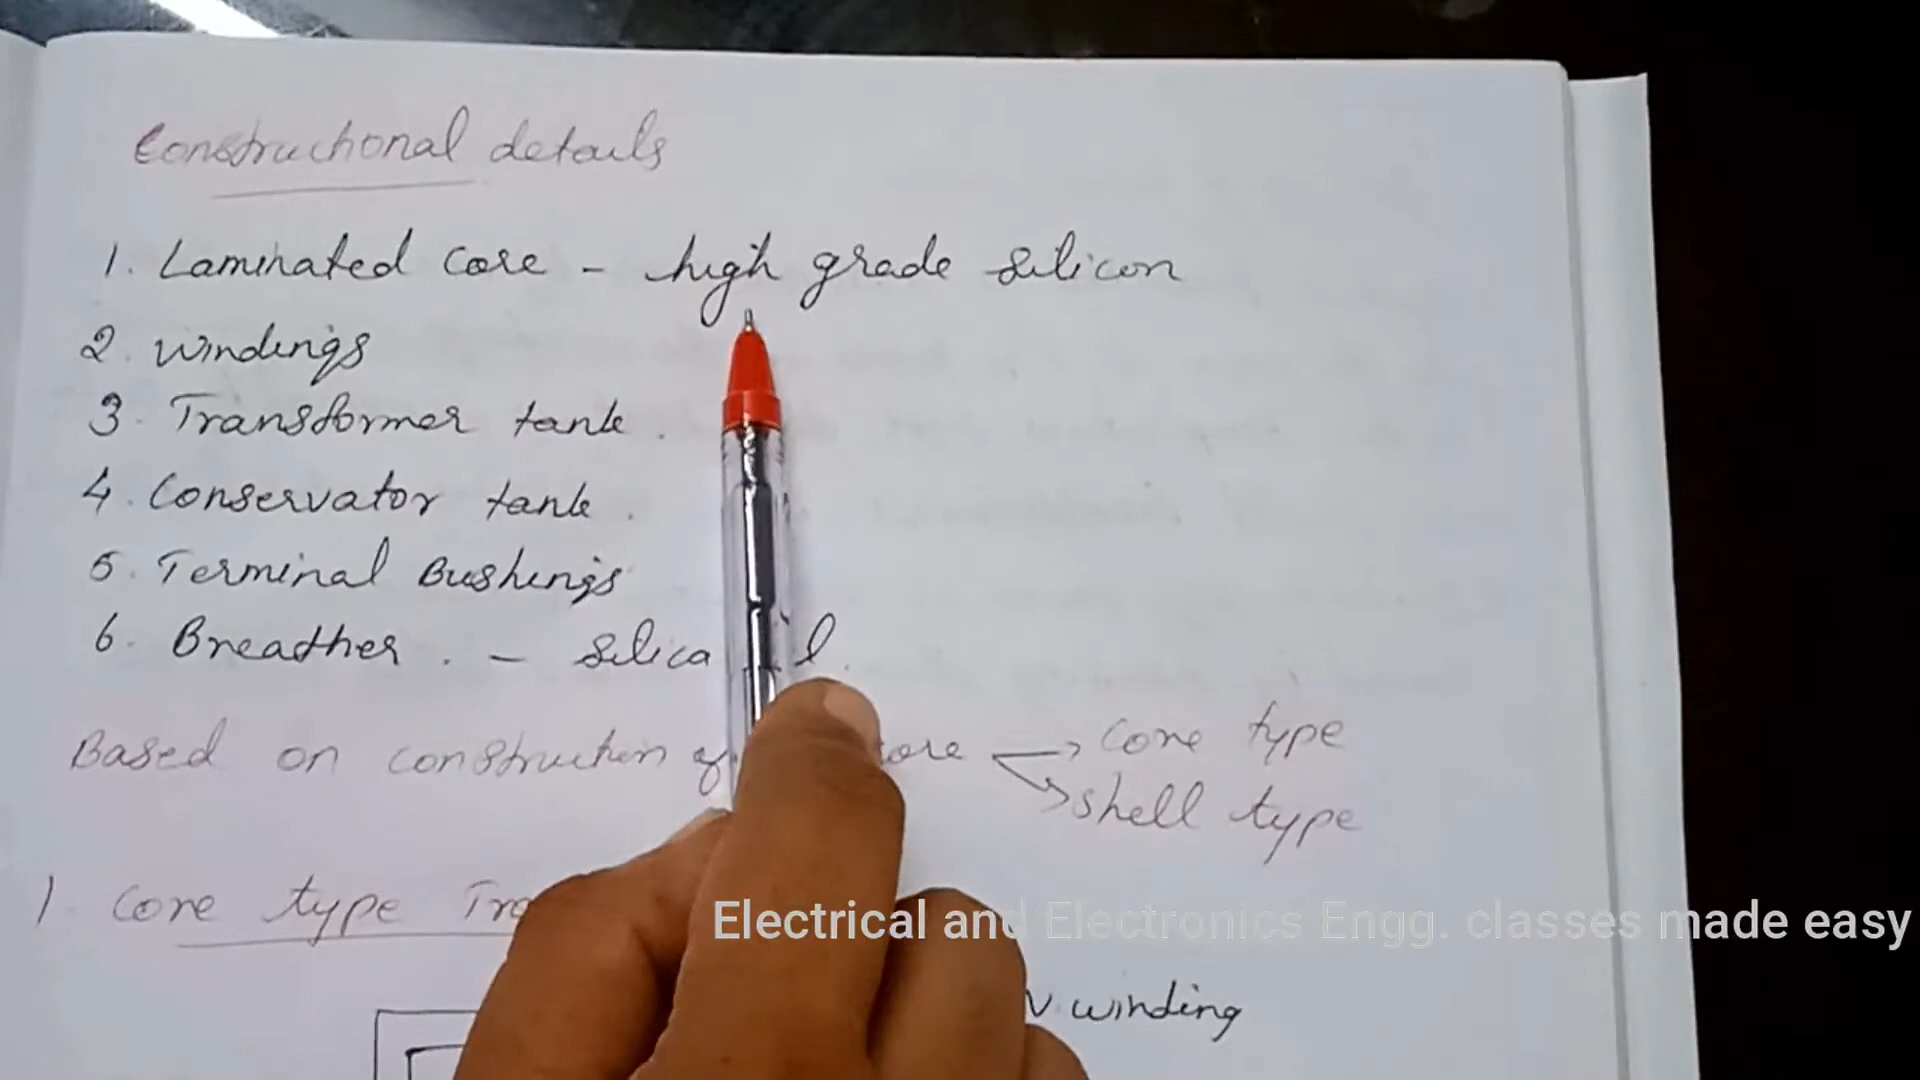 Constructional details
1. Laminated core - high grade silicon
2. windings
3. Transformer tank.
4. Conservator tank.
5. Terminal Bushings
6. Breather. - silica
Based on construction of core → core type
→ shell type
1. Core type
Electrical and Electronics Engg. classes made easy
winding